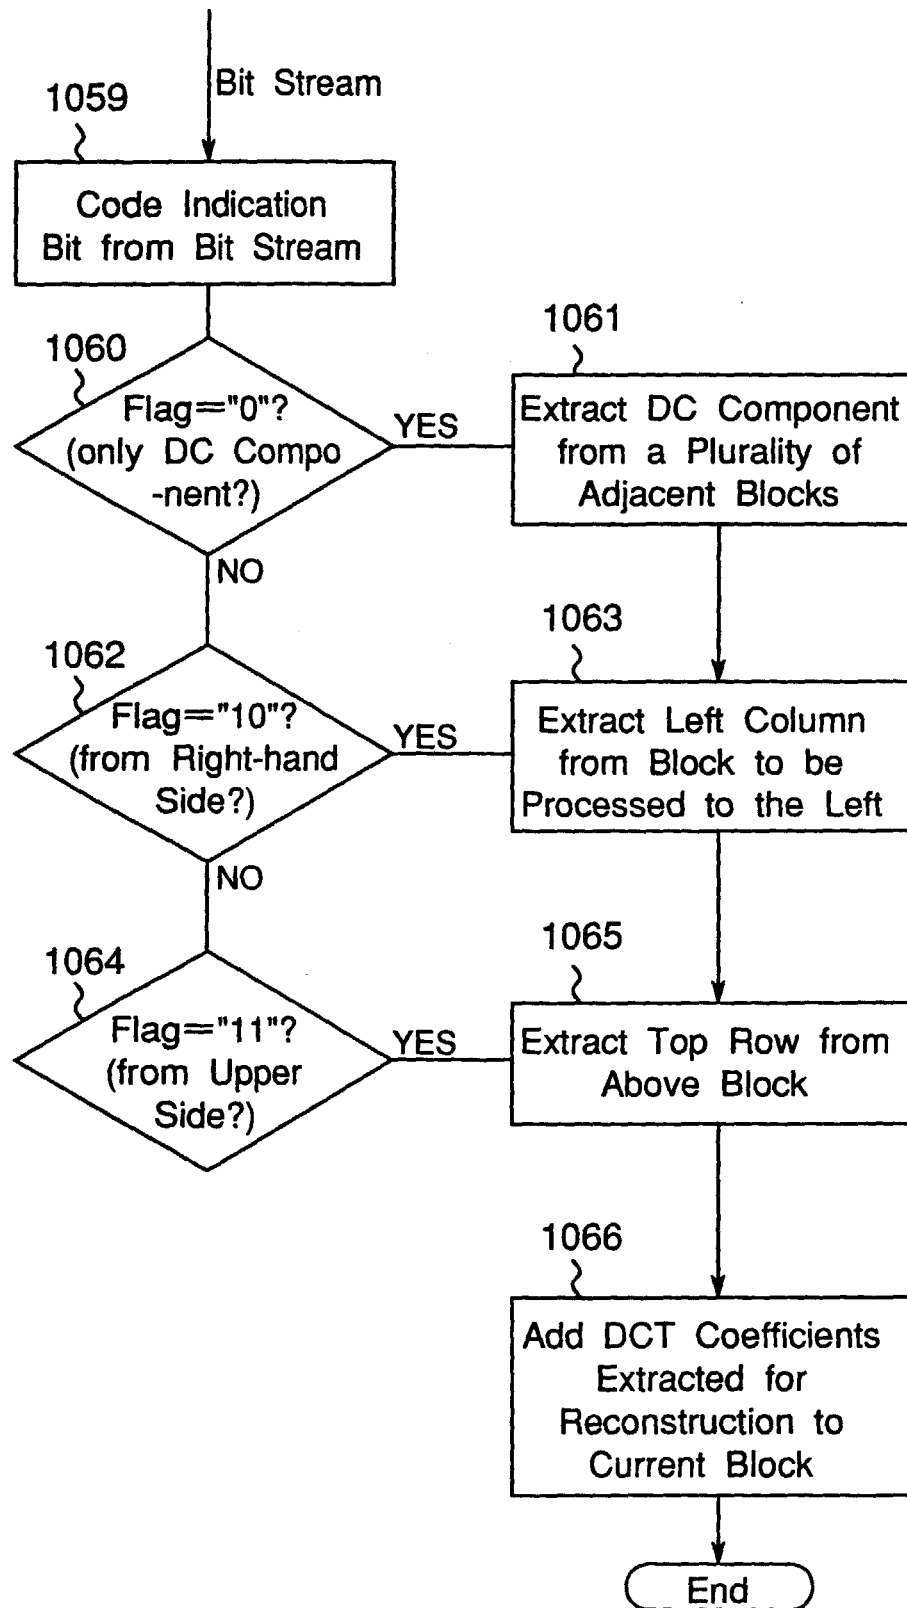 Bit Stream
1059
Code Indication
Bit from Bit Stream
1060
Flag="0"?
(only DC Compo
-nent?)
YES
NO
1061
Extract DC Component
from a Plurality of
Adjacent Blocks
1062
Flag="10"?
(from Right-hand
Side?)
YES
NO
1063
Extract Left Column
from Block to be
Processed to the Left
1064
Flag="11"?
(from Upper
Side?)
YES
1065
Extract Top Row from
Above Block
1066
Add DCT Coefficients
Extracted for
Reconstruction to
Current Block
End